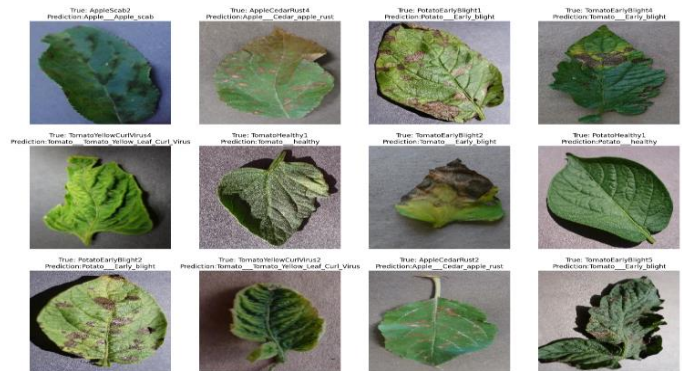 True: AppleScab2
Prediction:Apple___Apple_scab
True: AppleCedarRust4
Prediction:Apple___Cedar_apple_rust
True: PotatoEarlyBlight1
Prediction:Potato___Early_blight
True: TomatoEarlyBlight4
Prediction:Tomato___Early_blight
True: TomatoYellowCurlVirus4
Prediction:Tomato___Tomato_Yellow_Leaf_Curl_Virus
True: TomatoHealthy1
Prediction:Tomato___healthy
True: TomatoEarlyBlight2
Prediction:Tomato___Early_blight
True: PotatoHealthy1
Prediction:Potato___healthy
True: PotatoEarlyBlight2
Prediction:Potato___Early_blight
True: TomatoYellowCurlVirus2
Prediction:Tomato___Tomato_Yellow_Leaf_Curl_Virus
True: AppleCedarRust2
Prediction:Apple___Cedar_apple_rust
True: TomatoEarlyBlight5
Prediction:Tomato___Early_blight